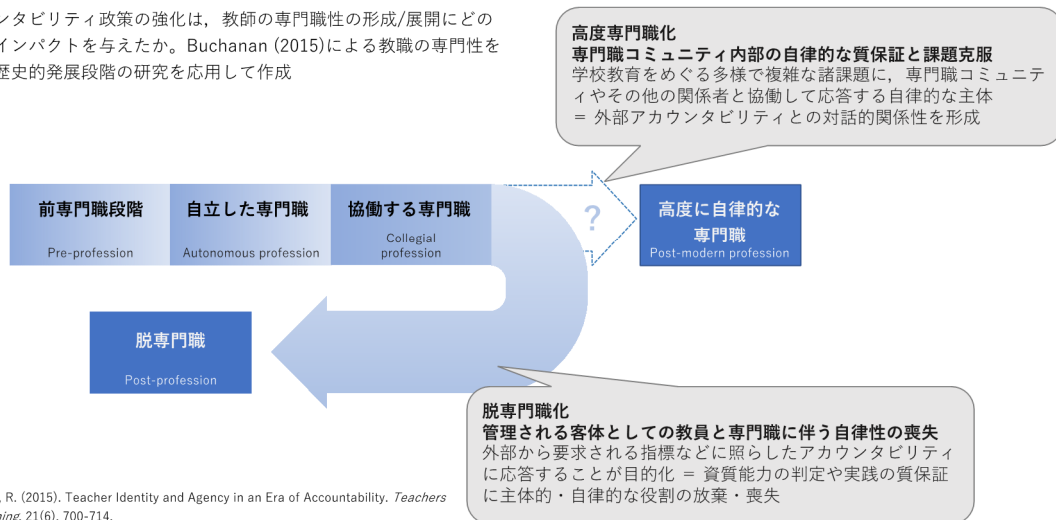 ンタビリティ政策の強化は，教師の専門職性の形成/展開にどの
インパクトを与えたか。Buchanan (2015)による教職の専門性を
歴史的発展段階の研究を応用して作成
高度専門職化
専門職コミュニティ内部の自律的な質保証と課題克服
学校教育をめぐる多様で複雑な諸課題に，専門職コミュニテ
ィやその他の関係者と協働して応答する自律的な主体
= 外部アカウンタビリティとの対話的関係性を形成
前専門職段階
Pre-profession
自立した専門職
Autonomous profession
協働する専門職
Collegial
profession
?
高度に自律的な
専門職
Post-modern profession
脱専門職
Post-profession
脱専門職化
管理される客体としての教員と専門職に伴う自律性の喪失
外部から要求される指標などに照らしたアカウンタビリティ
に応答することが目的化 = 資質能力の判定や実践の質保証
に主体的・自律的な役割の放棄・喪失
, R. (2015). Teacher Identity and Agency in an Era of Accountability. Teachers
ning, 21(6), 700-714.